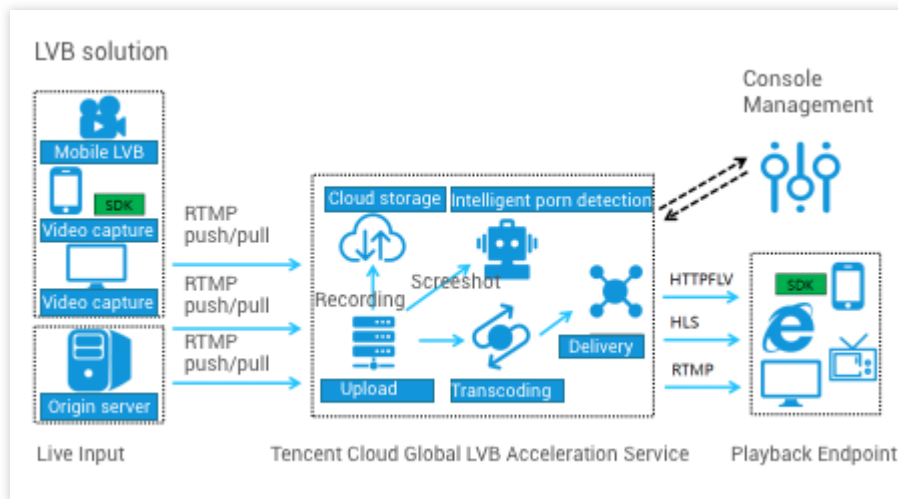 LVB solution
Mobile LVB
SDK
Video capture
Video capture
Origin server
Live Input
RTMP
push/pull
RTMP
push/pull
RTMP
push/pull
Cloud storage
Intelligent porn detection
Recording
Screeshot
Upload
Transcoding
Delivery
Tencent Cloud Global LVB Acceleration Service
Console
Management
HTTPFLV
HLS
RTMP
SDK
Playback Endpoint